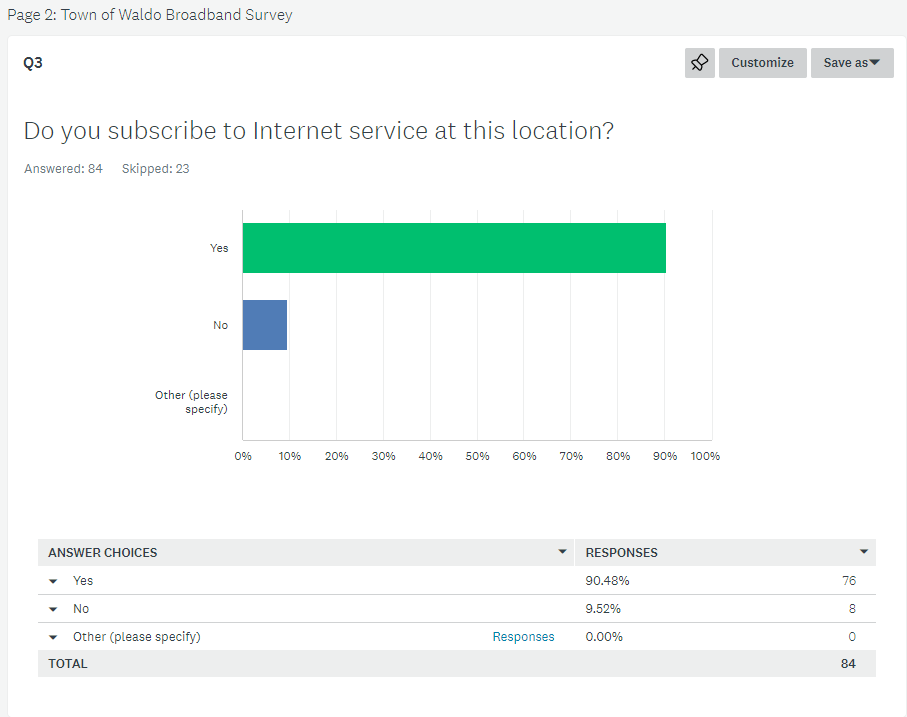 Page 2: Town of Waldo Broadband Survey
Q3
Customize
Save as
Do you subscribe to Internet service at this location?
Answered: 84 Skipped: 23
Yes
No
Other (please
specify)
0% 10% 20% 30% 40% 50% 60% 70% 80% 90% 100%
ANSWER CHOICES RESPONSES
Yes 90.48% 76
No 9.52% 8
Other (please specify) Responses 0.00% 0
TOTAL 84